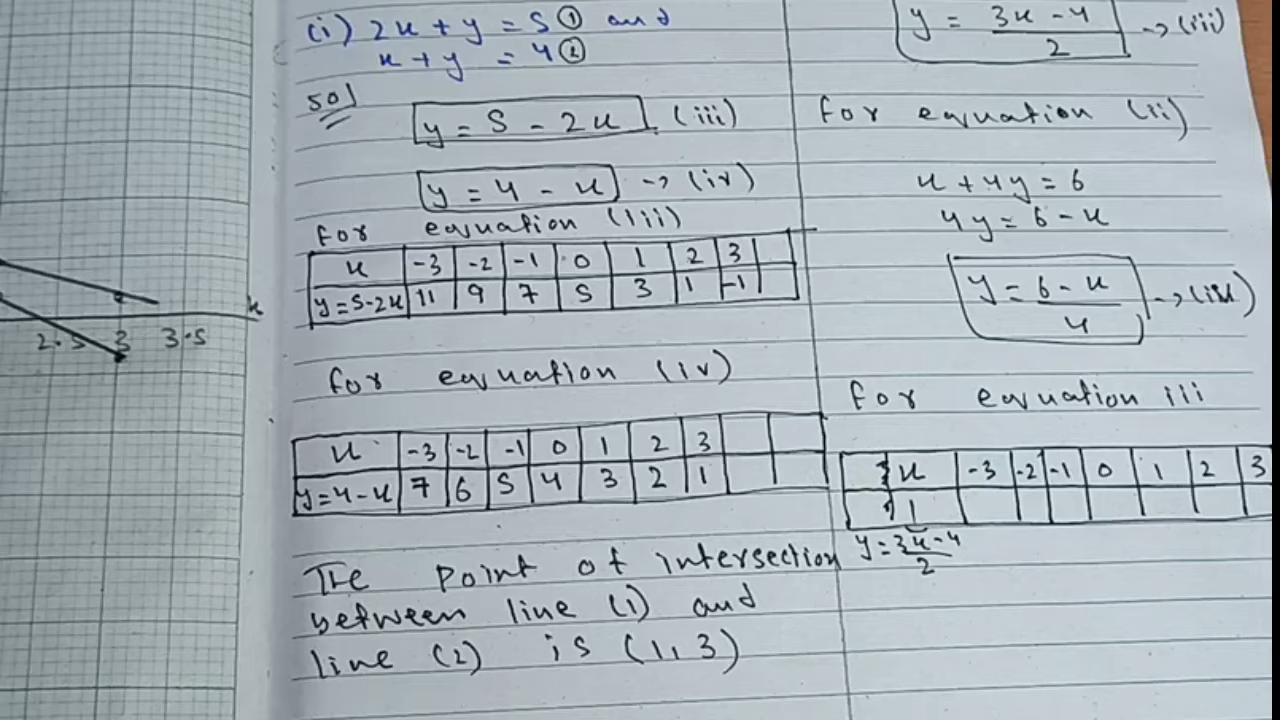 (i) 2x + y = 5 ① and
x + y = 4 ②
sol
y = 5 - 2x (iii)
y = 4 - x -> (iv)
for equation (iii)
x -3 -2 -1 0 1 2 3
y=5-2x 11 9 7 5 3 1 -1
for equation (iv)
x -3 -2 -1 0 1 2 3
y=4-x 7 6 5 4 3 2 1
The point of intersection
between line (1) and
line (2) is (1,3)
y = 3x - 4 / 2 -> (iii)
for equation (ii)
x + 4y = 6
4y = 6 - x
y = 6 - x / 4
for equation iii
x -3 -2 -1 0 1 2 3
y = 3x-4 / 2
2.5 3 3.5
x